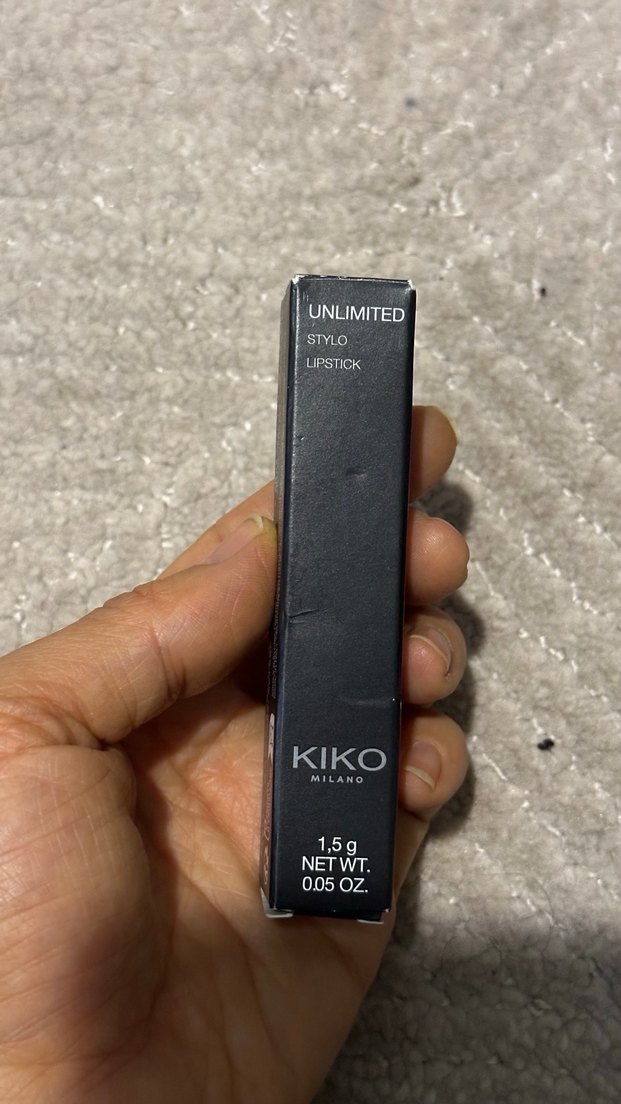 UNLIMITED
STYLO
LIPSTICK
KIKO
MILANO
1,5 g
NET WT.
0.05 OZ.